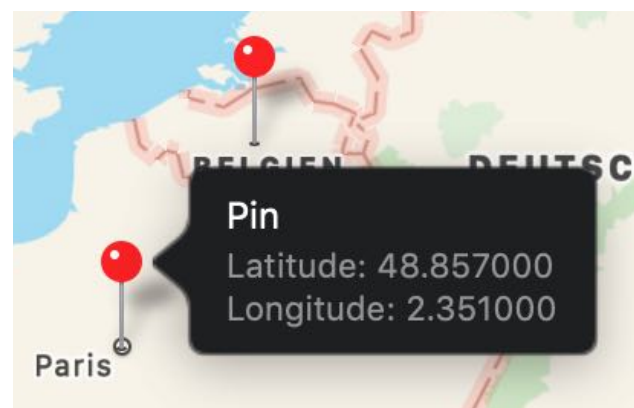 BELGIEN
DEUTSC
Pin
Latitude: 48.857000
Longitude: 2.351000
Paris